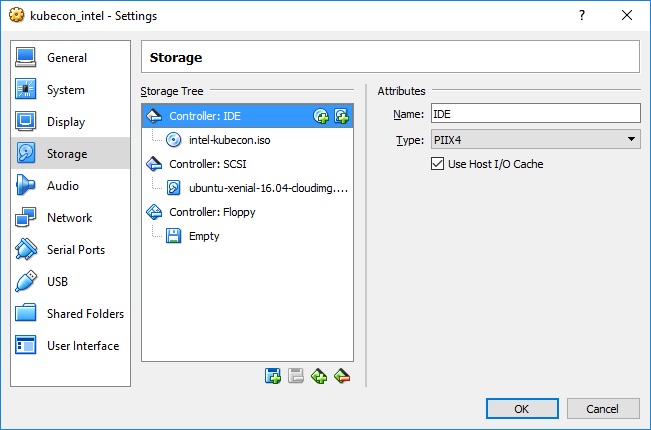 kubecon_intel - Settings
?
General
System
Display
Storage
Audio
Network
Serial Ports
USB
Shared Folders
User Interface
Storage
Storage Tree
Controller: IDE
intel-kubecon.iso
Controller: SCSI
ubuntu-xenial-16.04-cloudimg....
Controller: Floppy
Empty
Attributes
Name: IDE
Type: PIIX4
Use Host I/O Cache
OK
Cancel